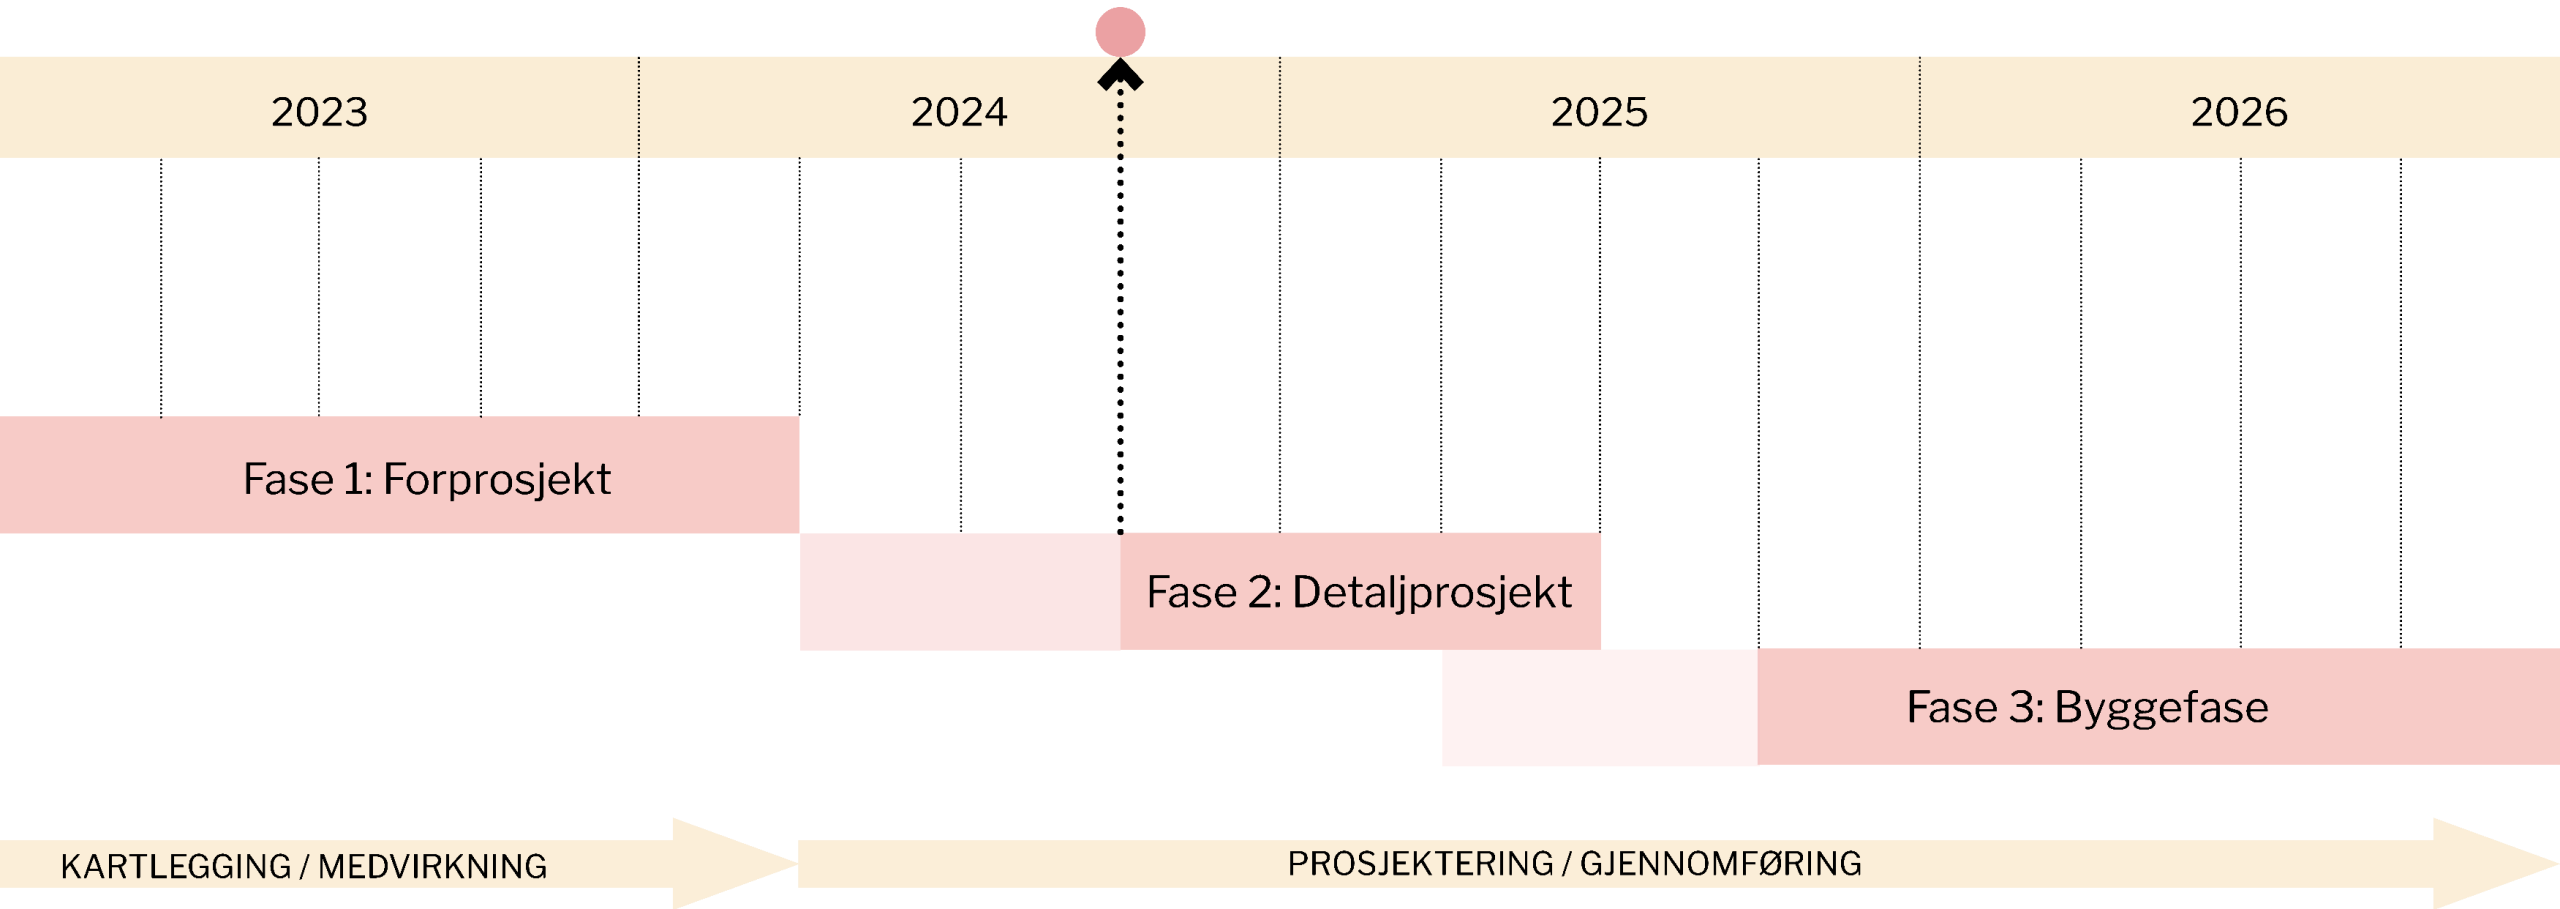 2023
2024
2025
2026
Fase 1: Forprosjekt
Fase 2: Detaljprosjekt
Fase 3: Byggefase
KARTLEGGING / MEDVIRKNING
PROSJEKTERING / GJENNOMFØRING